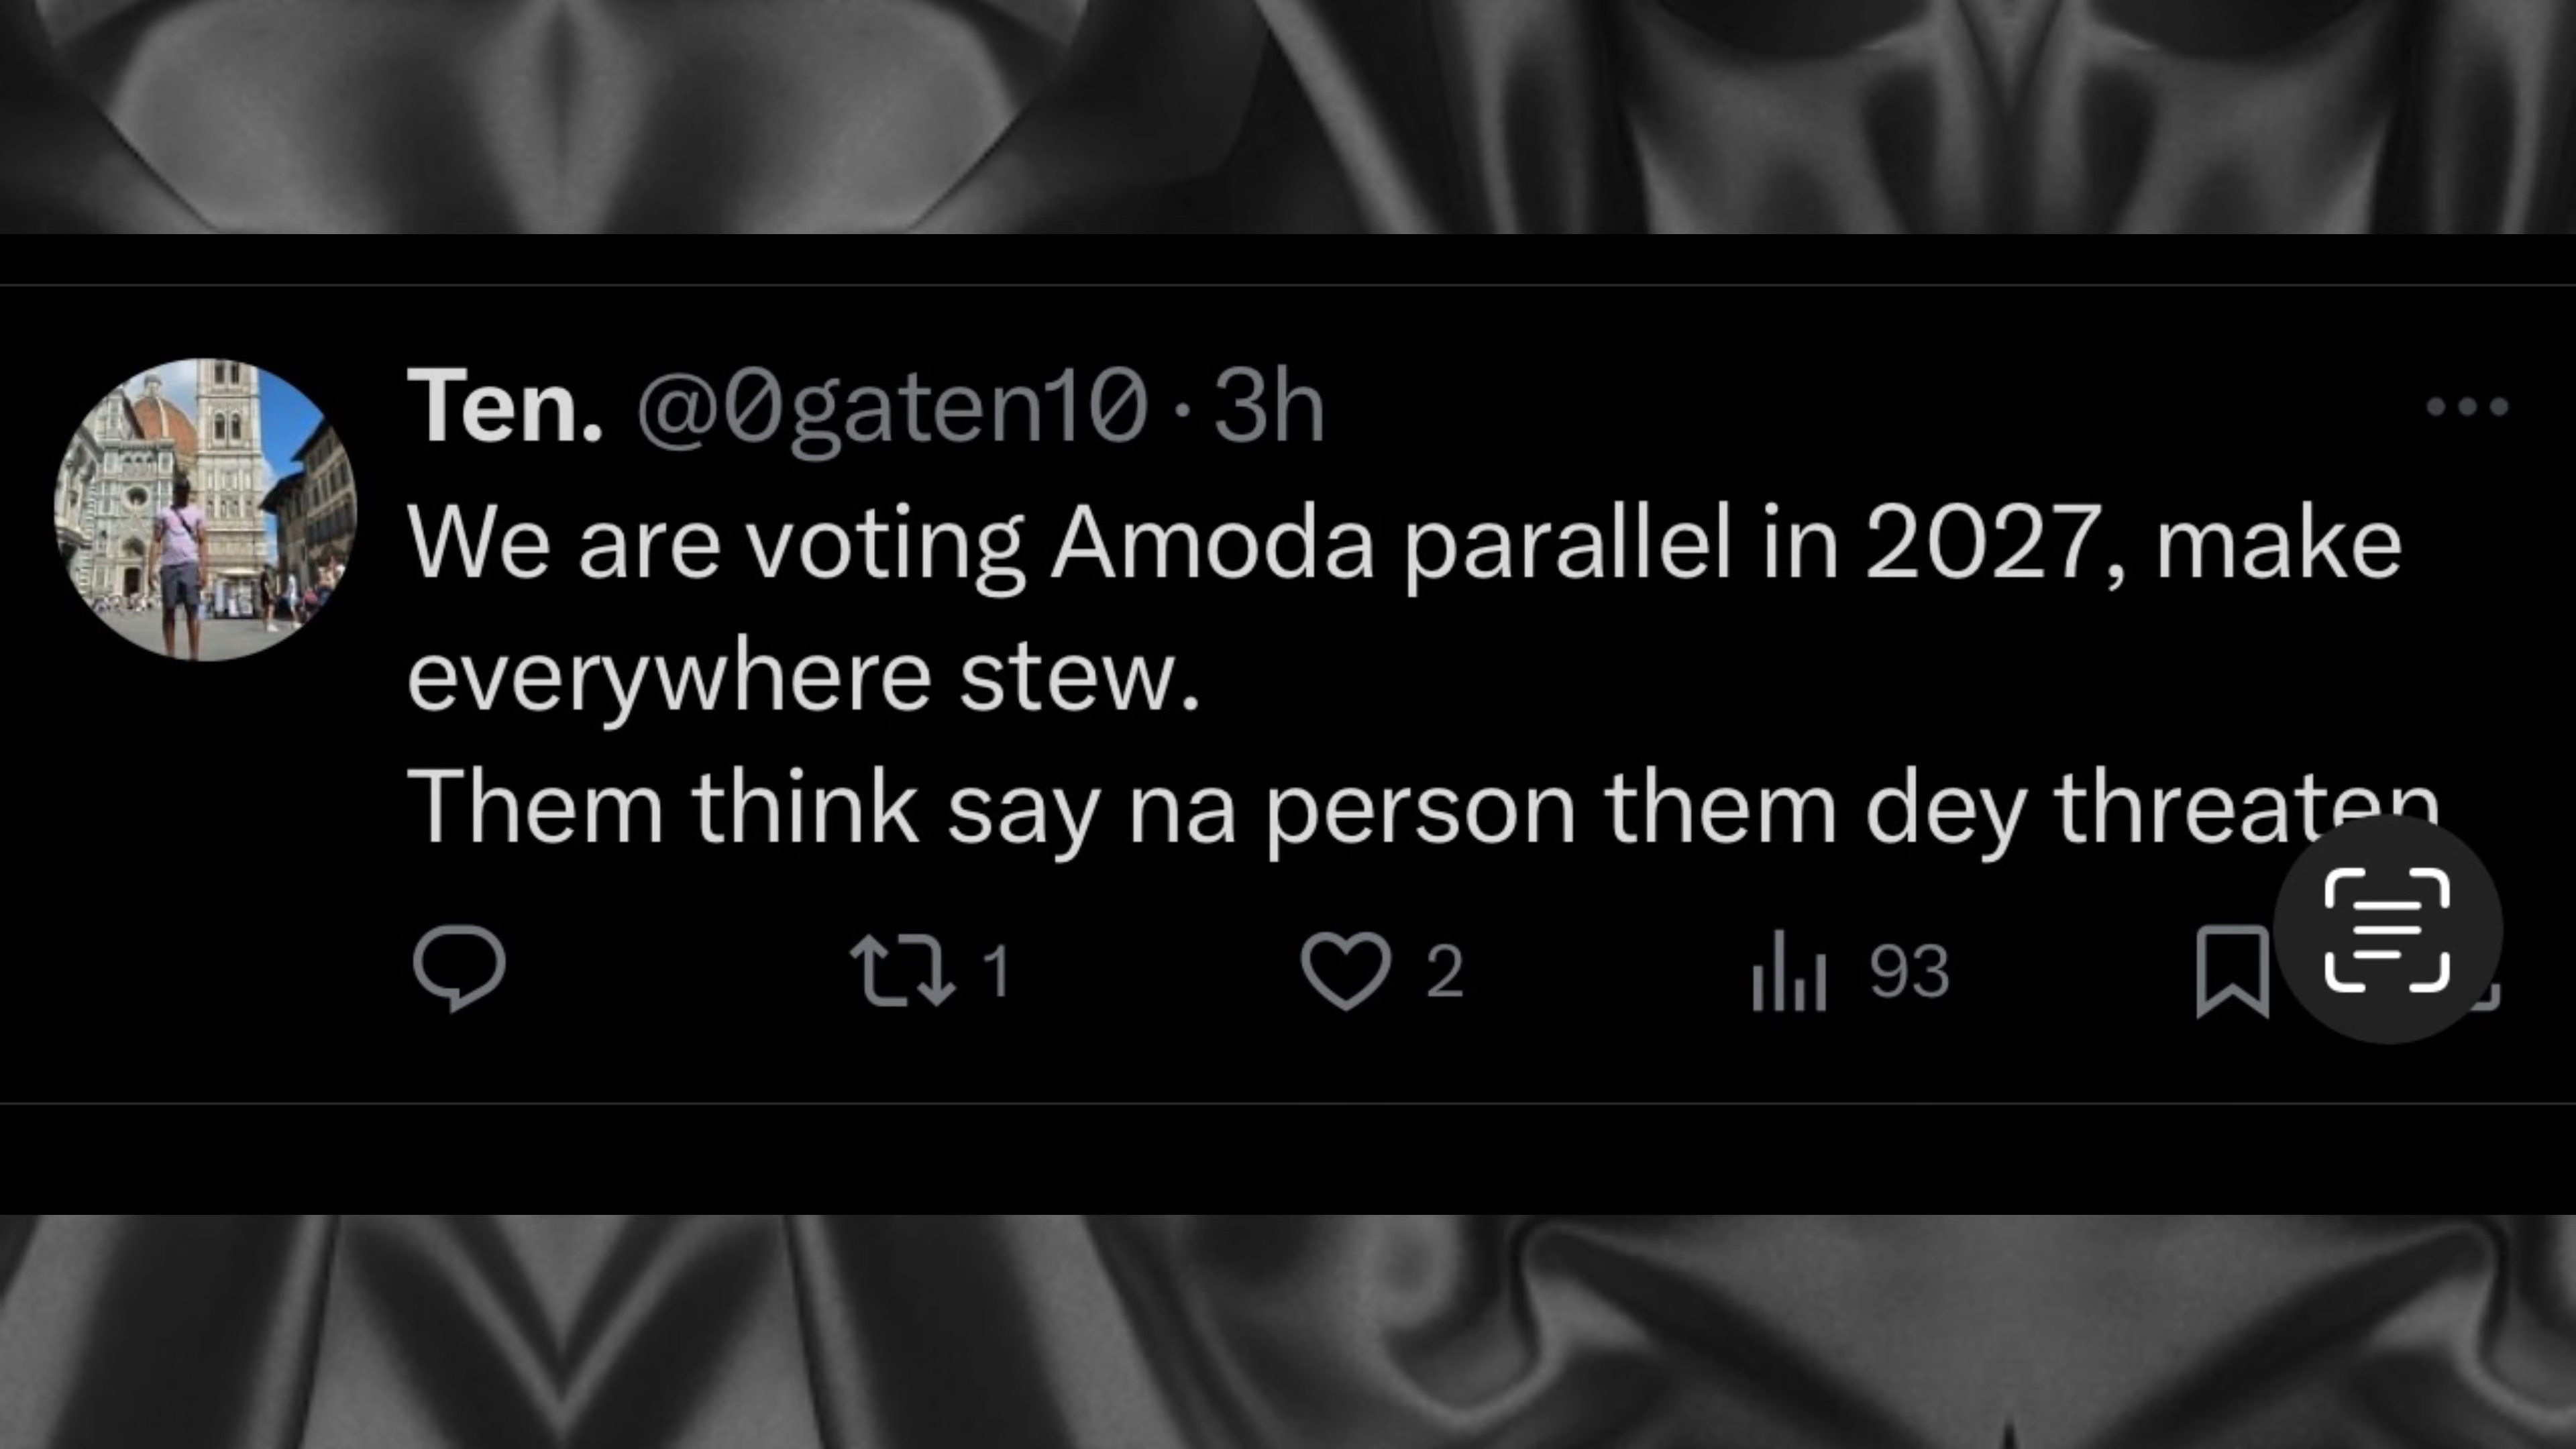 Ten. @0gaten10 · 3h
We are voting Amoda parallel in 2027, make
everywhere stew.
Them think say na person them dey threaten
1 2 93